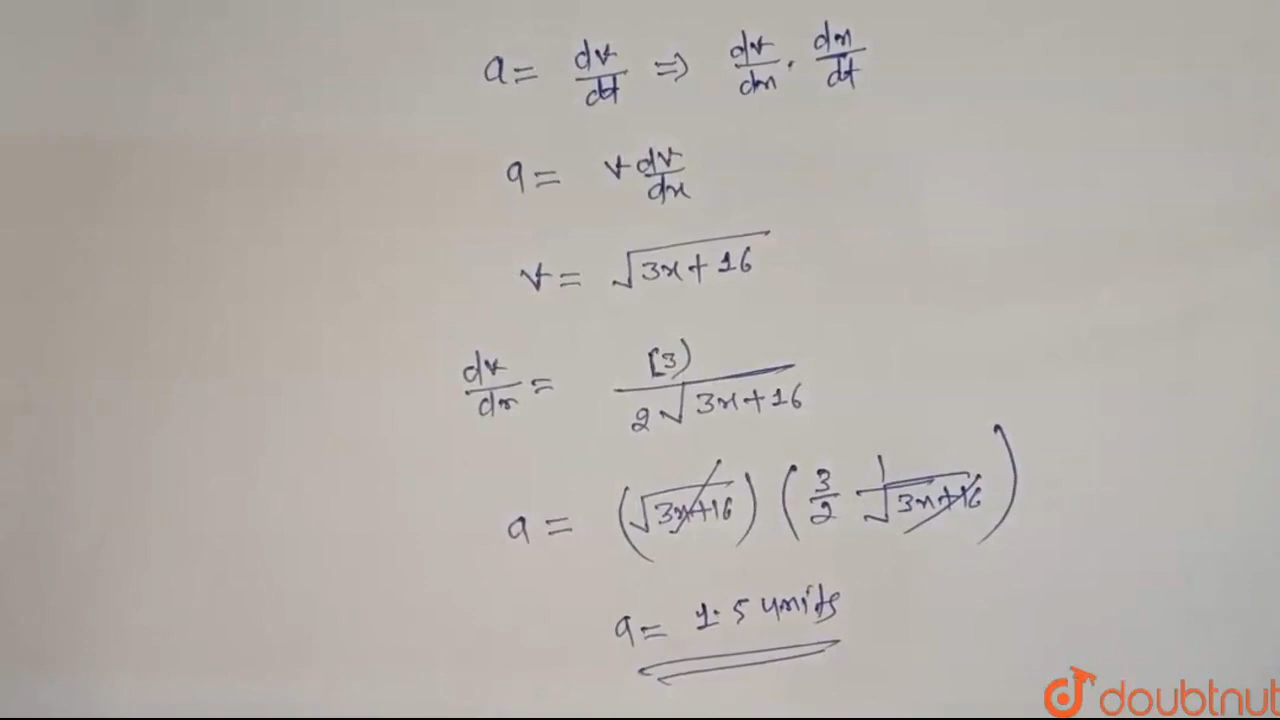 a = dv/dt ⇒ dv/dx · dx/dt
a = v dv/dx
v = √(3x+16)
dv/dx = (3)/(2√(3x+16))
a = (√(3x+16)) (3/2 1/√(3x+16))
a = 1.5 units
doubtnut